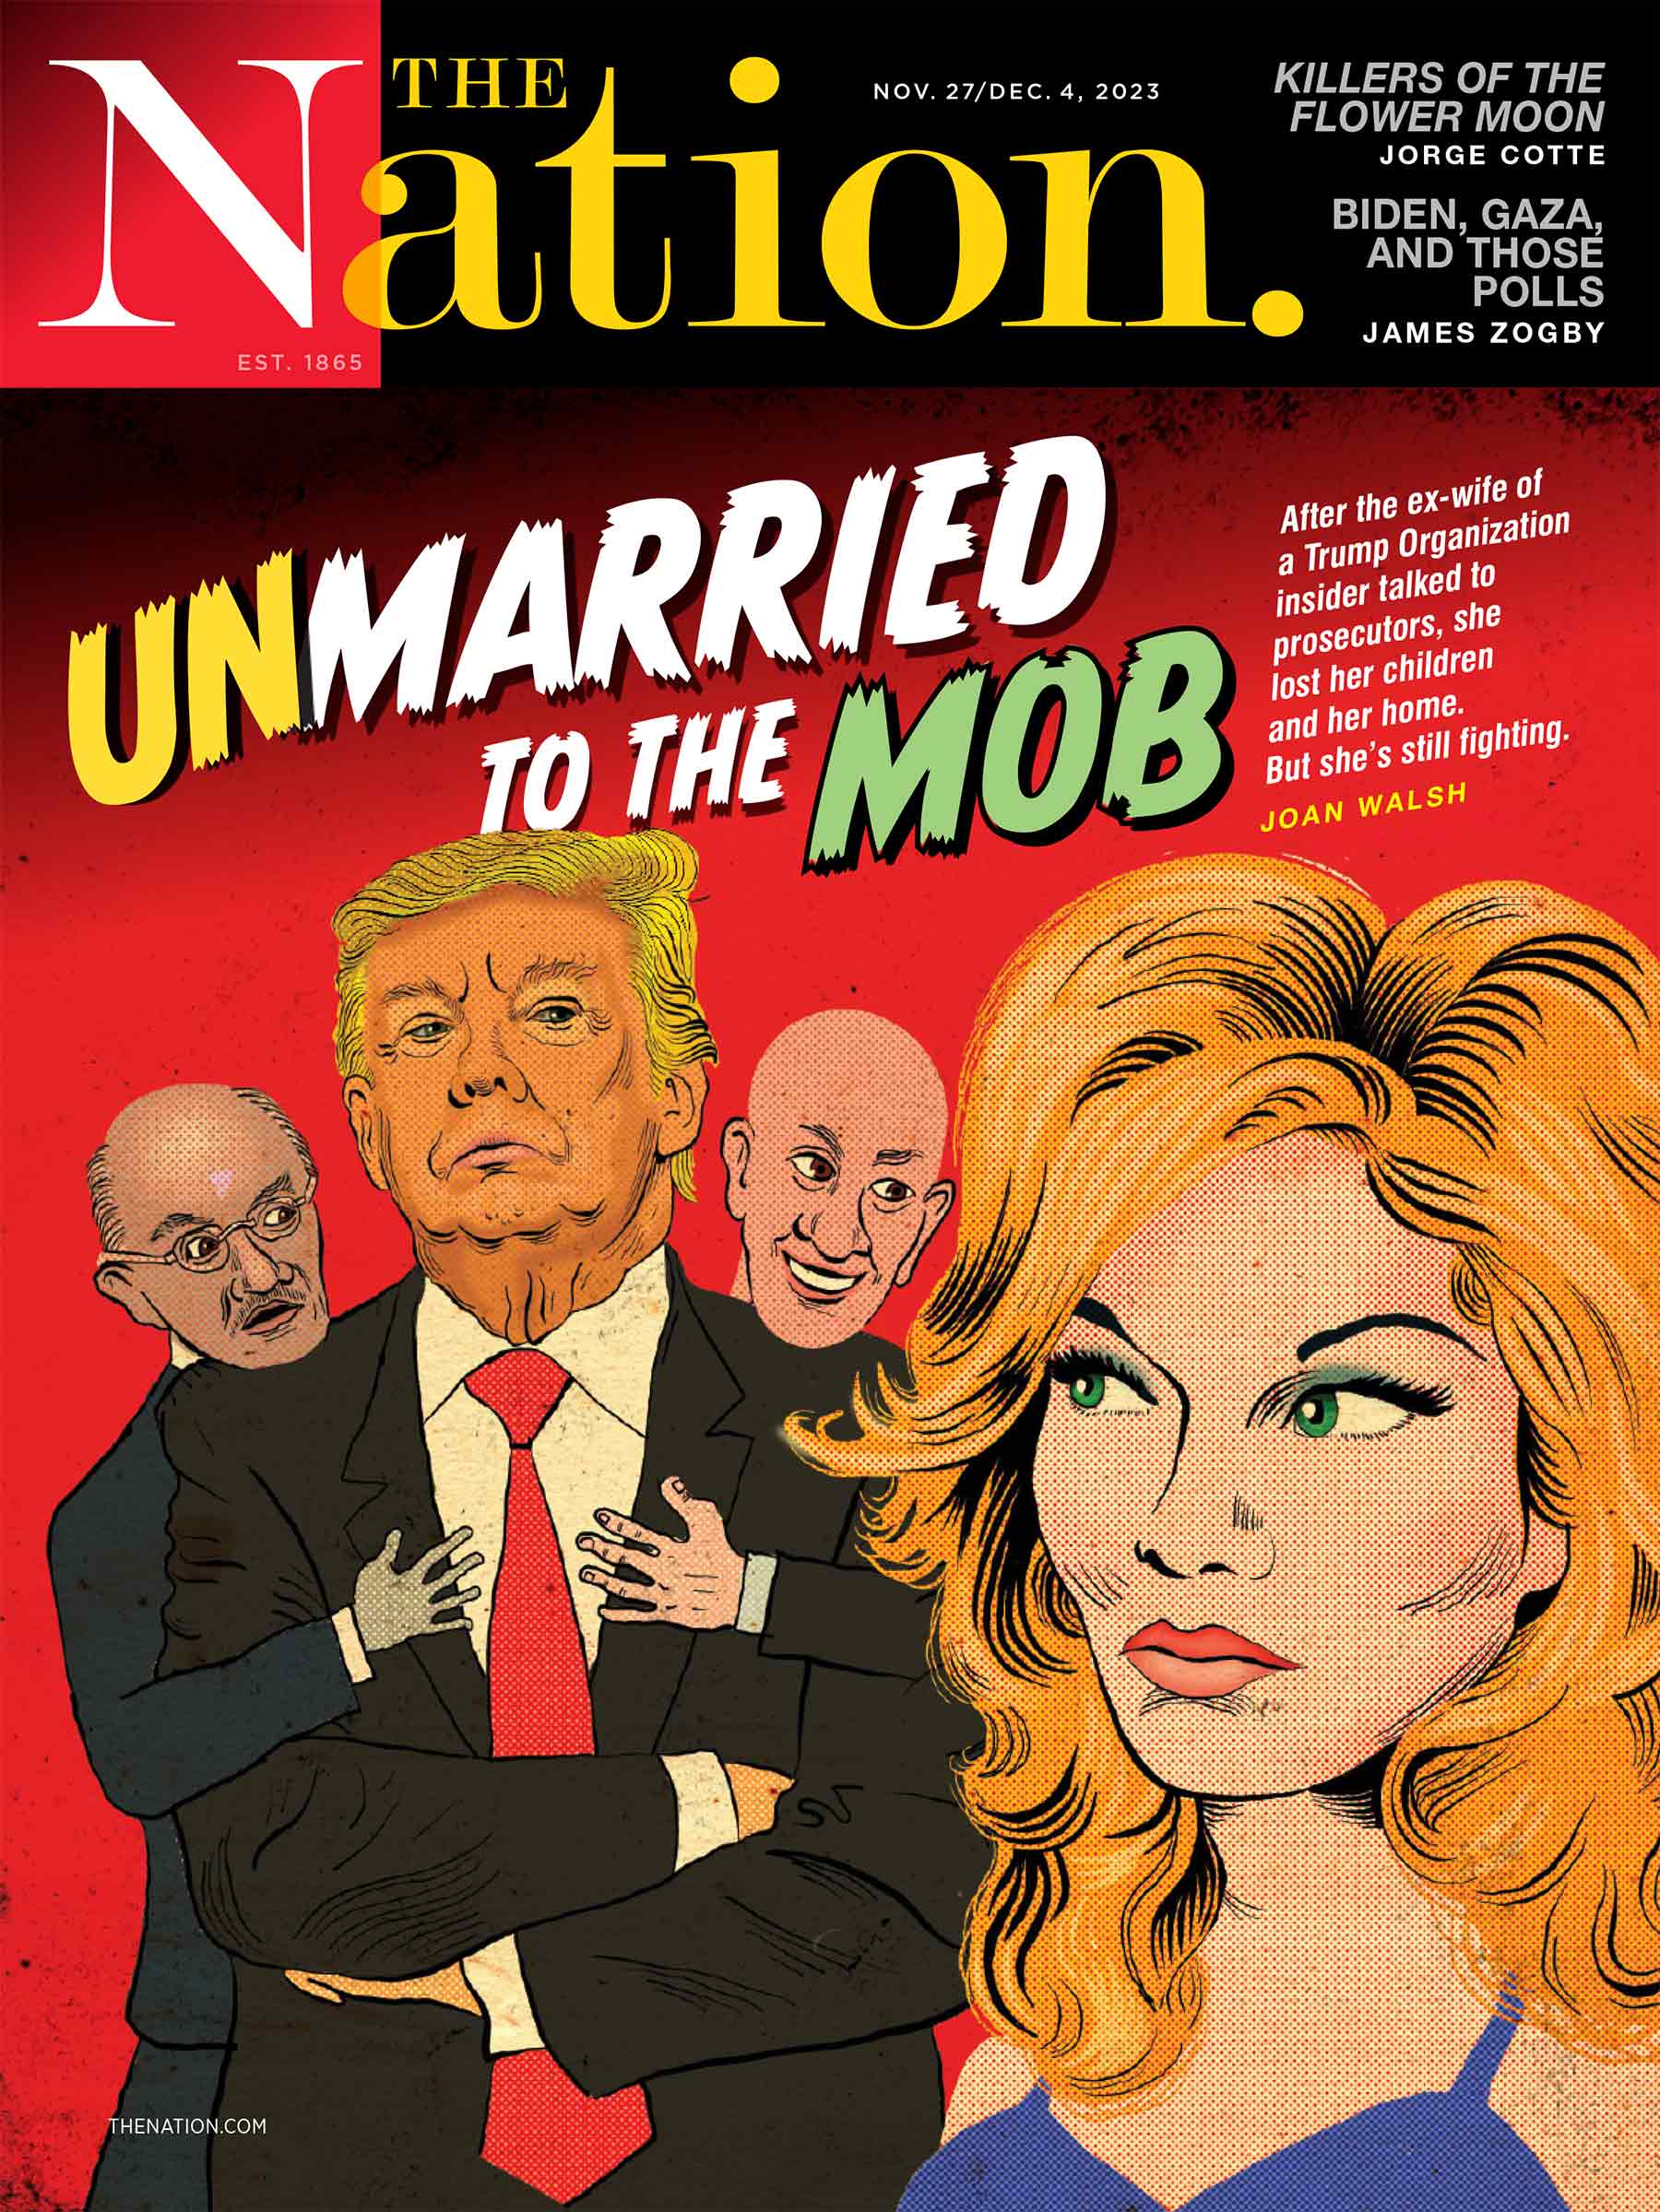 THE
Nation.
EST. 1865
NOV. 27/DEC. 4, 2023
KILLERS OF THE
FLOWER MOON
JORGE COTTE
BIDEN, GAZA,
AND THOSE
POLLS
JAMES ZOGBY
UNMARRIED
TO THE MOB
After the ex-wife of
a Trump Organization
insider talked to
prosecutors, she
lost her children
and her home.
But she's still fighting.
JOAN WALSH
THENATION.COM